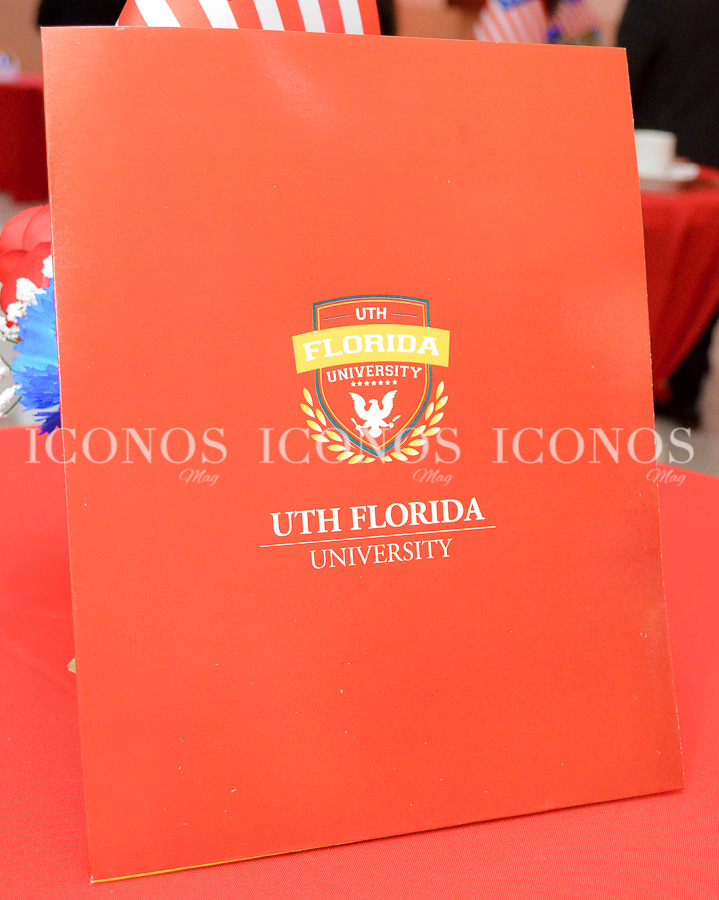 UTH
FLORIDA
UNIVERSITY
ICONOS ICONOS ICONOS
Mag Mag Mag
UTH FLORIDA
UNIVERSITY